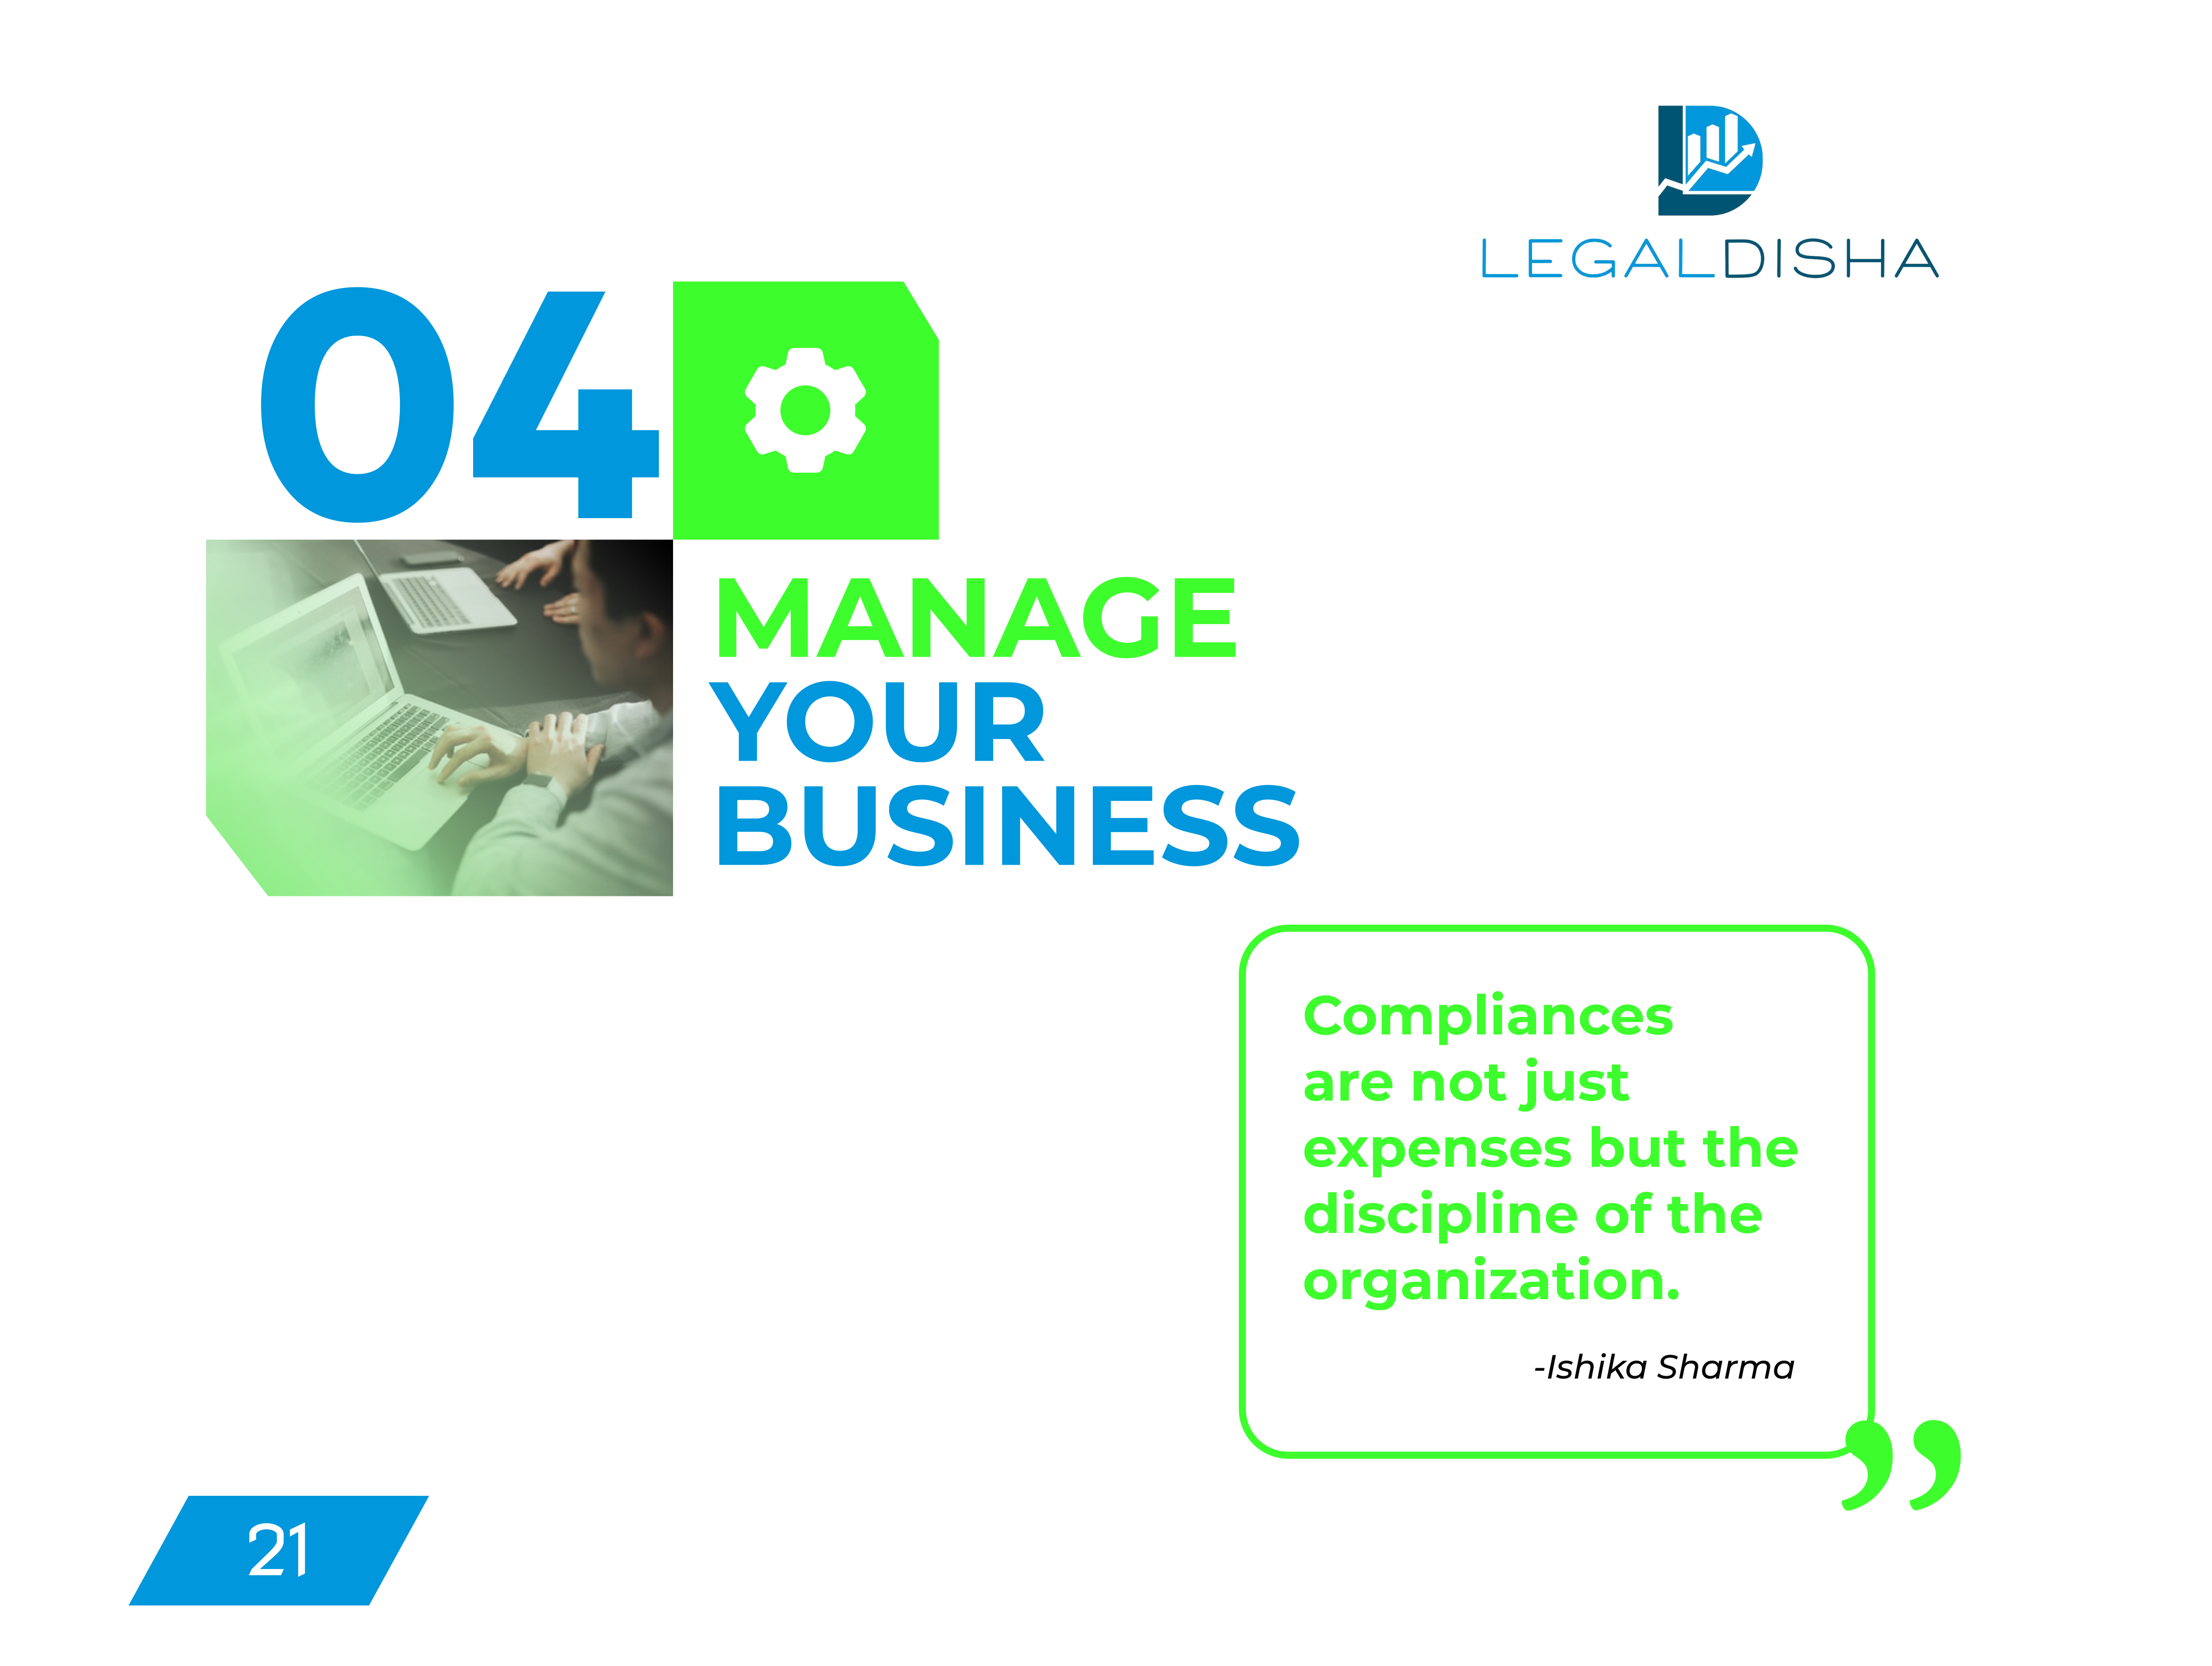 LEGALDISHA
04
MANAGE
YOUR
BUSINESS
Compliances
are not just
expenses but the
discipline of the
organization.
-Ishika Sharma
”
21